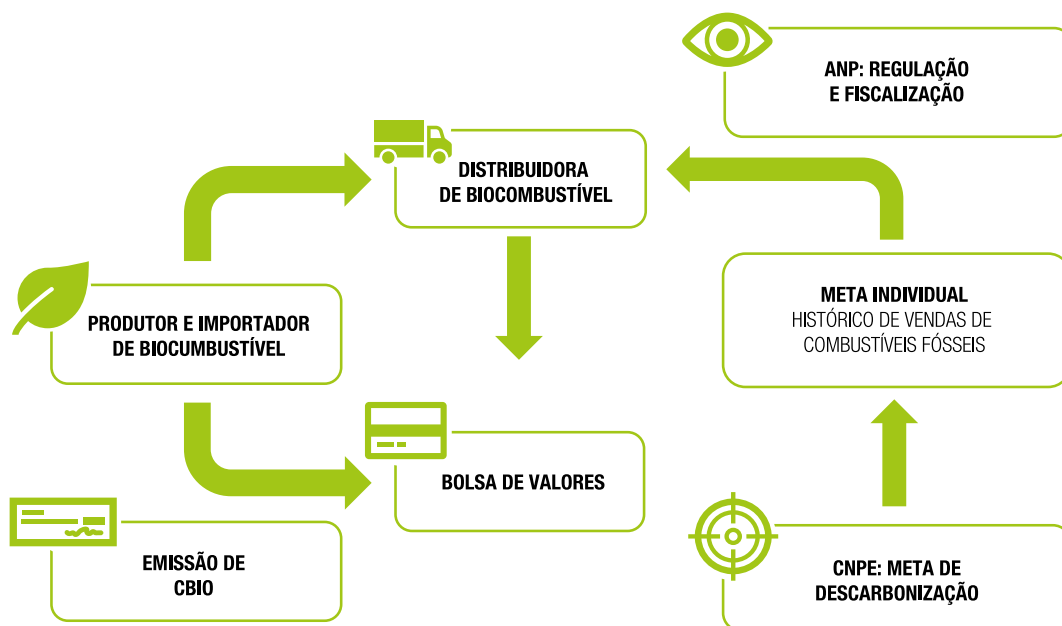 ANP: REGULAÇÃO
E FISCALIZAÇÃO
DISTRIBUIDORA
DE BIOCOMBUSTÍVEL
PRODUTOR E IMPORTADOR
DE BIOCUMBUSTÍVEL
META INDIVIDUAL
HISTÓRICO DE VENDAS DE
COMBUSTÍVEIS FÓSSEIS
BOLSA DE VALORES
EMISSÃO DE
CBIO
CNPE: META DE
DESCARBONIZAÇÃO